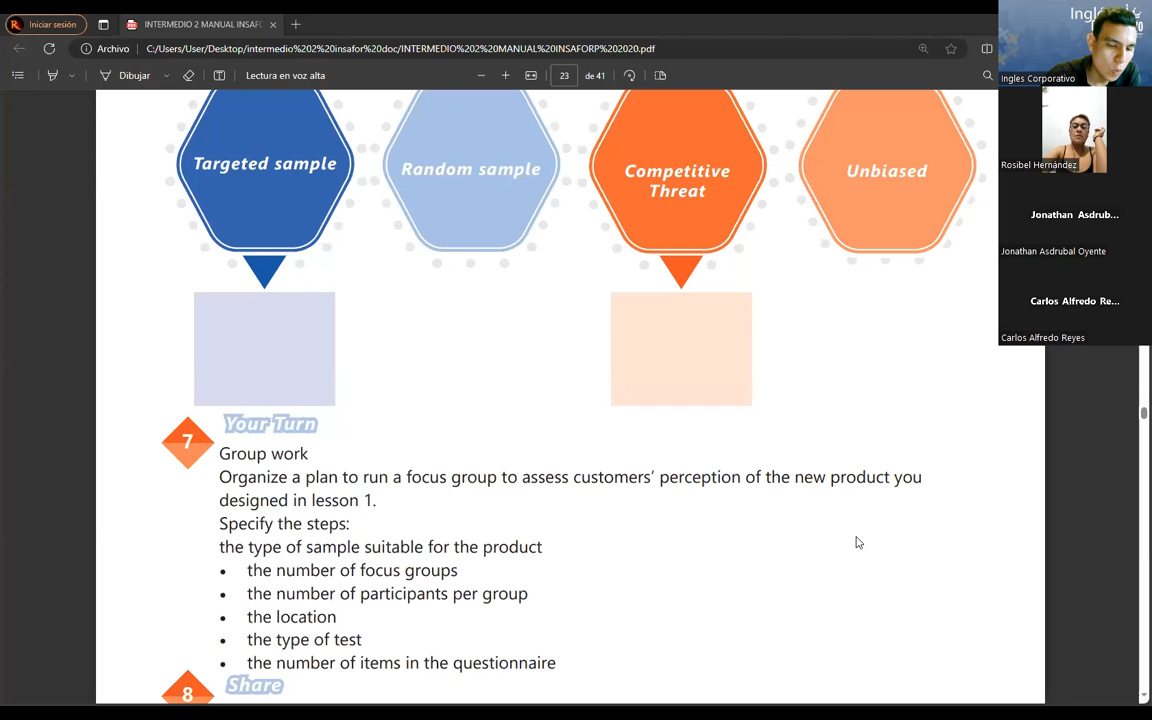 Iniciar sesión
INTERMEDIO 2 MANUAL INSAFOR
Archivo
C:/Users/User/Desktop/intermedio%202%20insafor%20doc/INTERMEDIO%202%20MANUAL%20INSAFORP%202020.pdf
Dibujar
Lectura en voz alta
23
de 41
Targeted sample
Random sample
Competitive
Threat
Unbiased
7
Your Turn
Group work
Organize a plan to run a focus group to assess customers’ perception of the new product you
designed in lesson 1.
Specify the steps:
the type of sample suitable for the product
• the number of focus groups
• the number of participants per group
• the location
• the type of test
• the number of items in the questionnaire
8
Share
Ingles Corporativo
Rosibel Hernández
Jonathan Asdrub...
Jonathan Asdrubal Oyente
Carlos Alfredo Re...
Carlos Alfredo Reyes